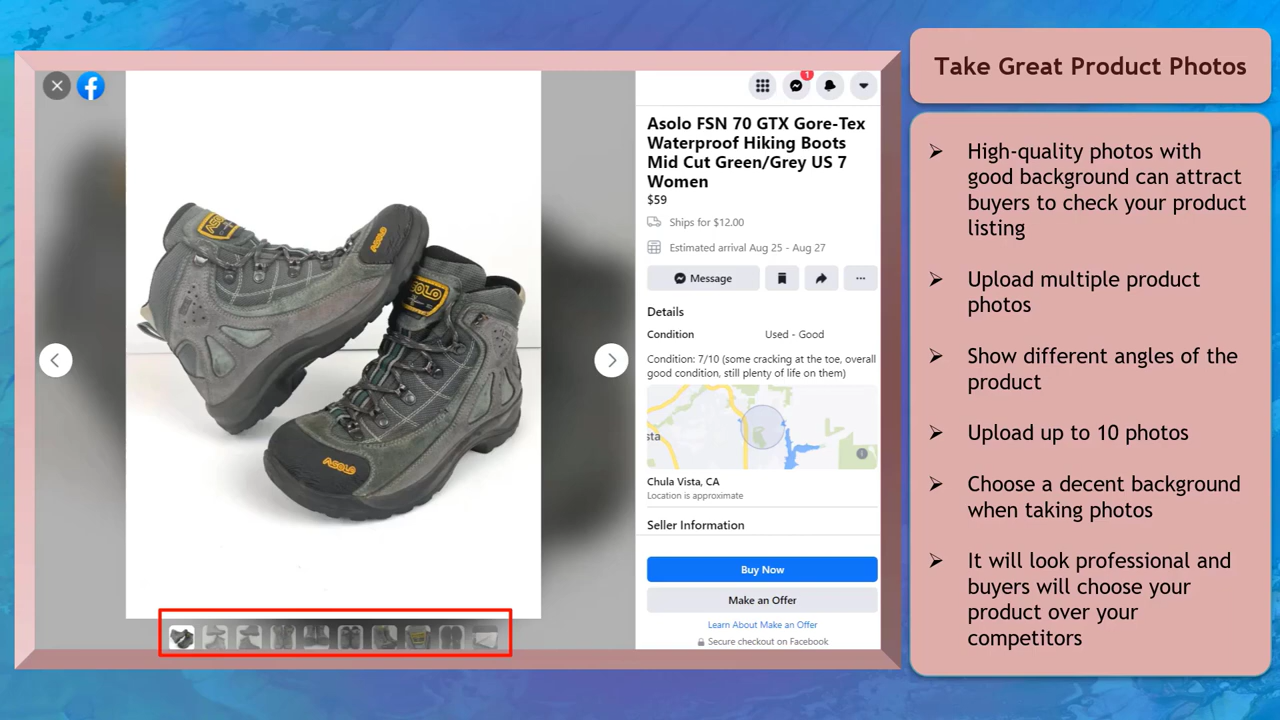 Take Great Product Photos
1
Asolo FSN 70 GTX Gore-Tex
Waterproof Hiking Boots
Mid Cut Green/Grey US 7
Women
$59
Ships for $12.00
Estimated arrival Aug 25 - Aug 27
Message
Details
Condition Used - Good
Condition: 7/10 (some cracking at the toe, overall
good condition, still plenty of life on them)
sta
Chula Vista, CA
Location is approximate
Seller Information
Buy Now
Make an Offer
Learn About Make an Offer
Secure checkout on Facebook
ASOLO
ASOLO
ASOLO
ASOLO
➢ High-quality photos with
good background can attract
buyers to check your product
listing
➢ Upload multiple product
photos
➢ Show different angles of the
product
➢ Upload up to 10 photos
➢ Choose a decent background
when taking photos
➢ It will look professional and
buyers will choose your
product over your
competitors